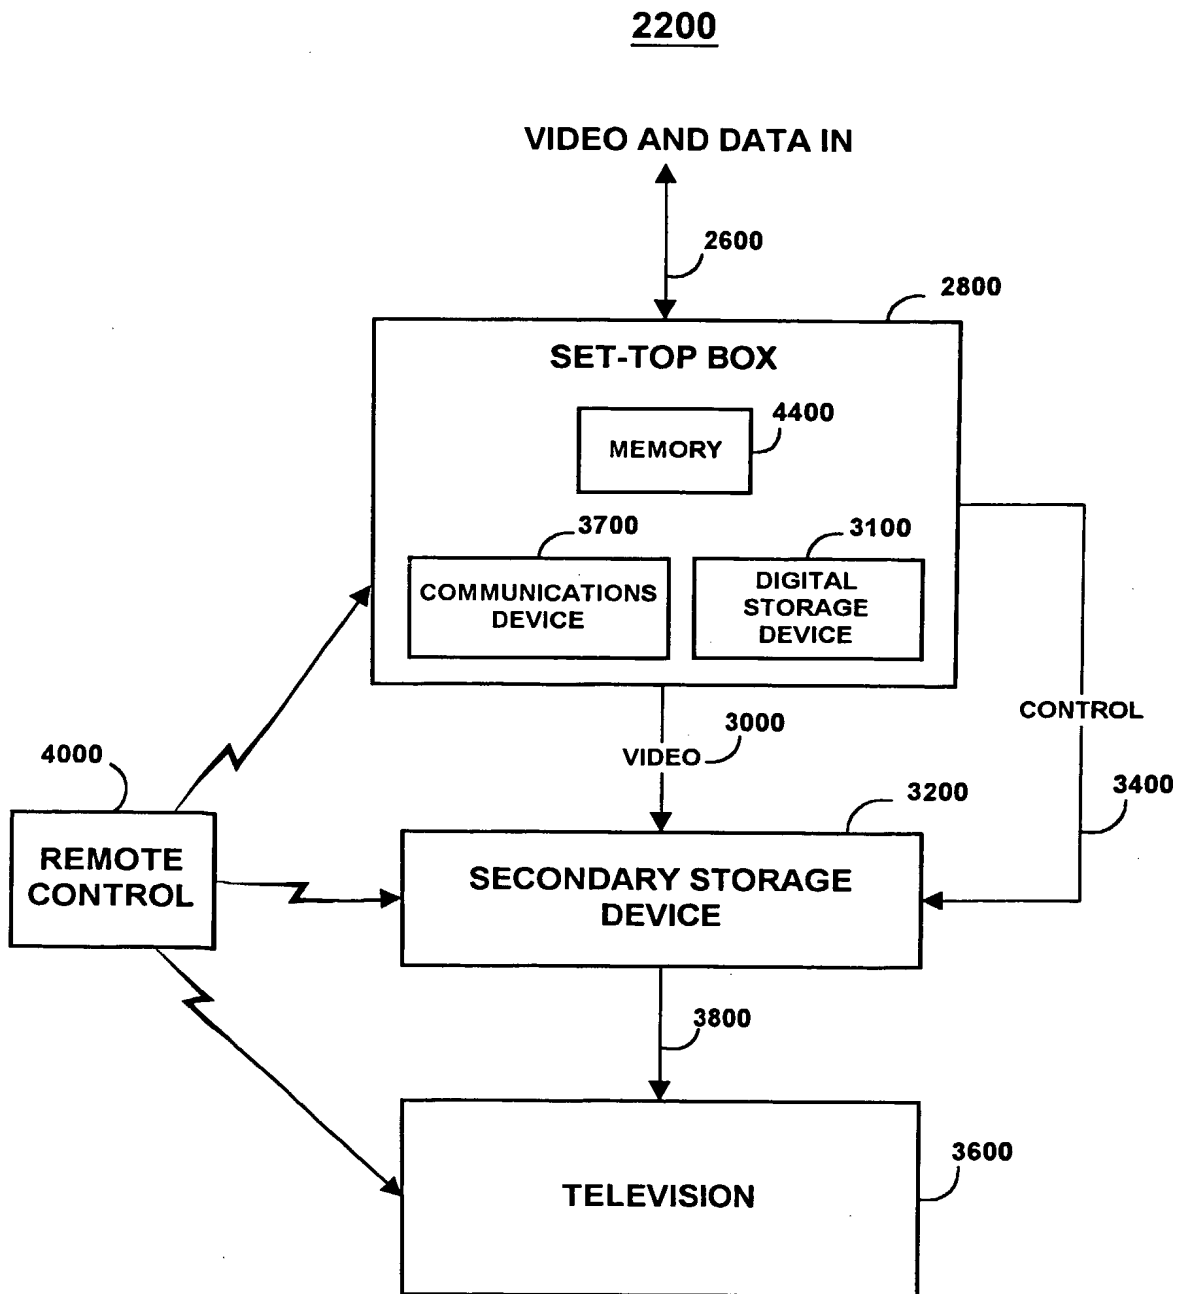 2200
VIDEO AND DATA IN
2600
2800
SET-TOP BOX
4400
MEMORY
3700
3100
COMMUNICATIONS
DEVICE
DIGITAL
STORAGE
DEVICE
3000
VIDEO
CONTROL
4000
3200
3400
REMOTE
CONTROL
SECONDARY STORAGE
DEVICE
3800
3600
TELEVISION